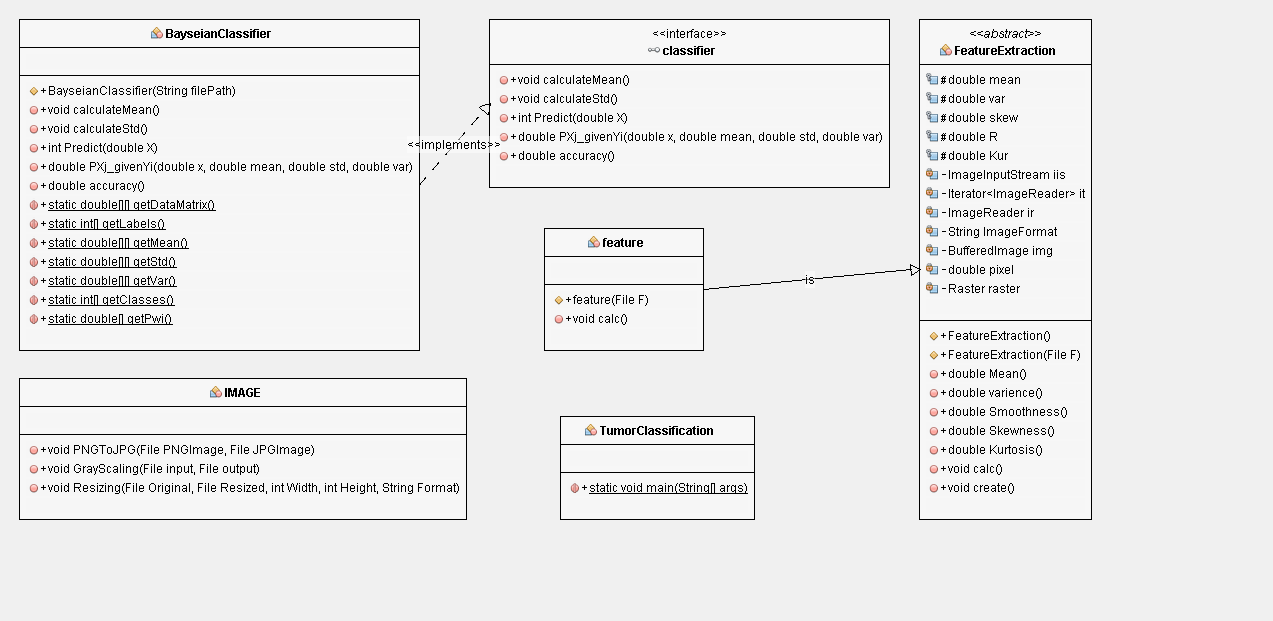 BayseianClassifier
+BayseianClassifier(String filePath)
+void calculateMean()
+void calculateStd()
+int Predict(double X)
+double PXj_givenYi(double x, double mean, double std, double var)
+double accuracy()
+static double[][] getDataMatrix()
+static int[] getLabels()
+static double[][] getMean()
+static double[][] getStd()
+static double[][] getVar()
+static int[] getClasses()
+static double[] getPwi()
<<implements>>
<<interface>>
classifier
+void calculateMean()
+void calculateStd()
+int Predict(double X)
+double PXj_givenYi(double x, double mean, double std, double var)
+double accuracy()
<<abstract>>
FeatureExtraction
#double mean
#double var
#double skew
#double R
#double Kur
-ImageInputStream iis
-Iterator<ImageReader> it
-ImageReader ir
-String ImageFormat
-BufferedImage img
-double pixel
-Raster raster
+FeatureExtraction()
+FeatureExtraction(File F)
+double Mean()
+double varience()
+double Smoothness()
+double Skewness()
+double Kurtosis()
+void calc()
+void create()
feature
+feature(File F)
+void calc()
is
IMAGE
+void PNGToJPG(File PNGImage, File JPGImage)
+void GrayScaling(File input, File output)
+void Resizing(File Original, File Resized, int Width, int Height, String Format)
TumorClassification
+static void main(String[] args)